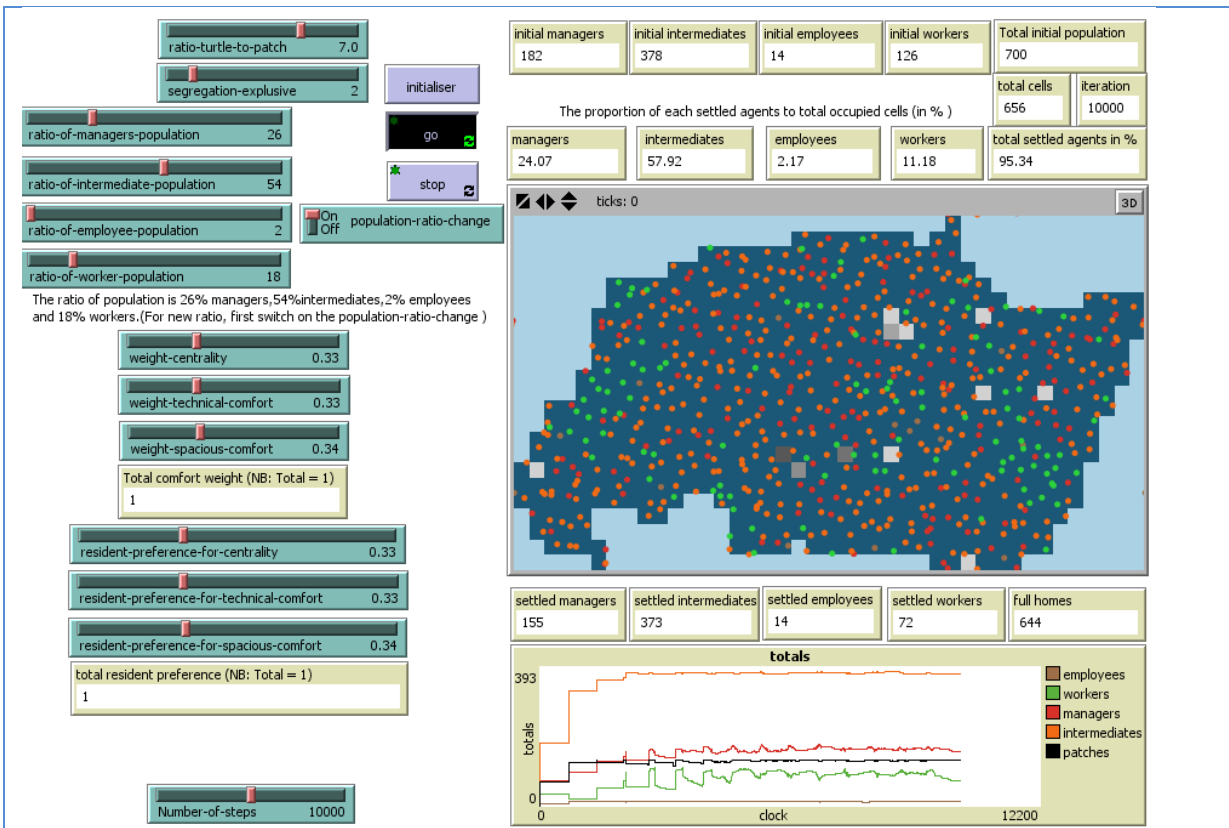 ratio-turtle-to-patch 7.0
segregation-explusive 2
initialiser
ratio-of-managers-population 26
go
ratio-of-intermediate-population 54
stop
ratio-of-employee-population 2
On
Off
population-ratio-change
ratio-of-worker-population 18
The ratio of population is 26% managers,54%intermediates,2% employees
and 18% workers.(For new ratio, first switch on the population-ratio-change )
weight-centrality 0.33
weight-technical-comfort 0.33
weight-spacious-comfort 0.34
Total comfort weight (NB: Total = 1)
1
resident-preference-for-centrality 0.33
resident-preference-for-technical-comfort 0.33
resident-preference-for-spacious-comfort 0.34
total resident preference (NB: Total = 1)
1
Number-of-steps 10000
initial managers
182
initial intermediates
378
initial employees
14
initial workers
126
Total initial population
700
total cells
656
iteration
10000
The proportion of each settled agents to total occupied cells (in % )
managers
24.07
intermediates
57.92
employees
2.17
workers
11.18
total settled agents in %
95.34
ticks: 0
3D
settled managers
155
settled intermediates
373
settled employees
14
settled workers
72
full homes
644
totals
393
totals
0
0
clock
12200
employees
workers
managers
intermediates
patches